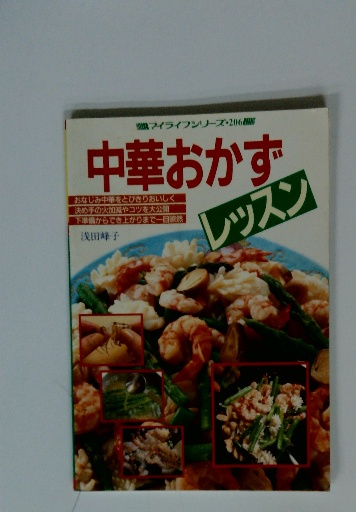 マイライフシリーズ・206
中華おかず
レッスン
おなじみ中華をとびきりおいしく
決め手の火加減やコツを大公開
下準備からでき上がりまで一目瞭然
浅田峰子